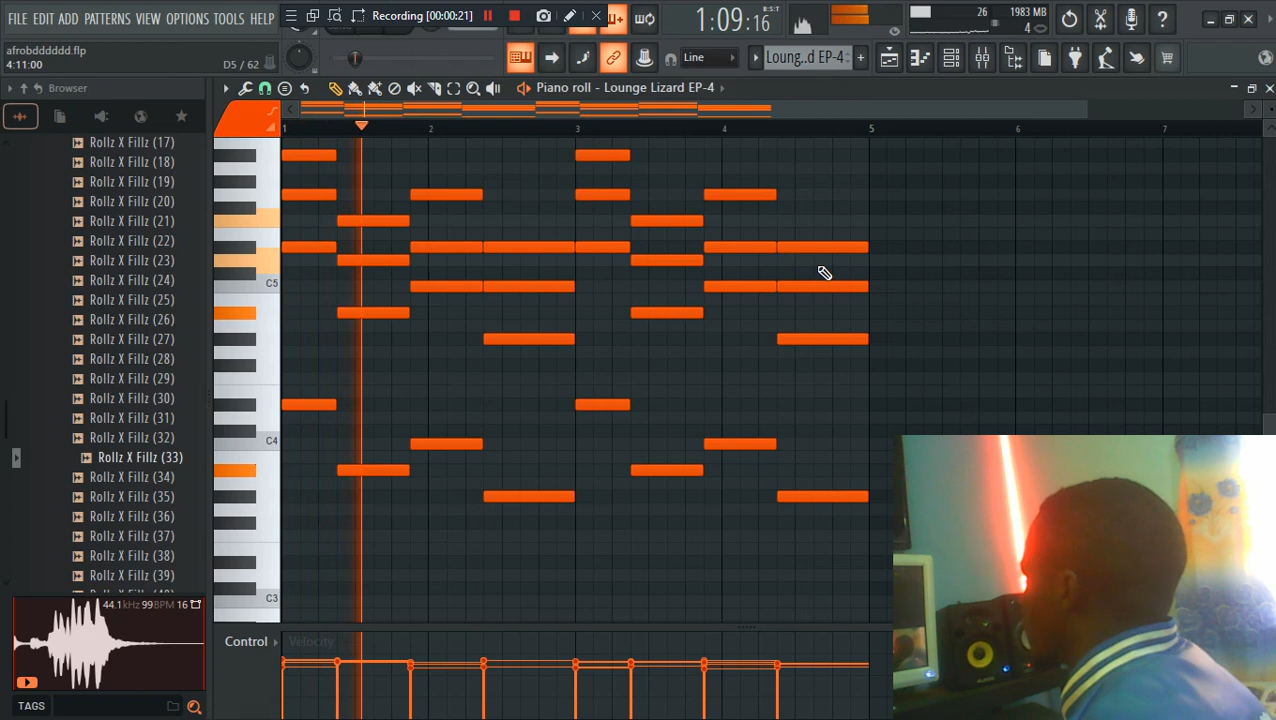 FILE EDIT ADD PATTERNS VIEW OPTIONS TOOLS HELP
Recording [00:00:21]
1:09:16
B:S:T
26
1983 MB
4
afrobdddddd.flp
4:11:00
D5 / 62
Line
Loung..d EP-4
Browser
Piano roll - Lounge Lizard EP-4
1 2 3 4 5 6 7
Rollz X Fillz (17)
Rollz X Fillz (18)
Rollz X Fillz (19)
Rollz X Fillz (20)
Rollz X Fillz (21)
Rollz X Fillz (22)
Rollz X Fillz (23)
Rollz X Fillz (24)
Rollz X Fillz (25)
Rollz X Fillz (26)
Rollz X Fillz (27)
Rollz X Fillz (28)
Rollz X Fillz (29)
Rollz X Fillz (30)
Rollz X Fillz (31)
Rollz X Fillz (32)
Rollz X Fillz (33)
Rollz X Fillz (34)
Rollz X Fillz (35)
Rollz X Fillz (36)
Rollz X Fillz (37)
Rollz X Fillz (38)
Rollz X Fillz (39)
C5
C4
C3
44.1kHz 99BPM 16
Control
Velocity
TAGS